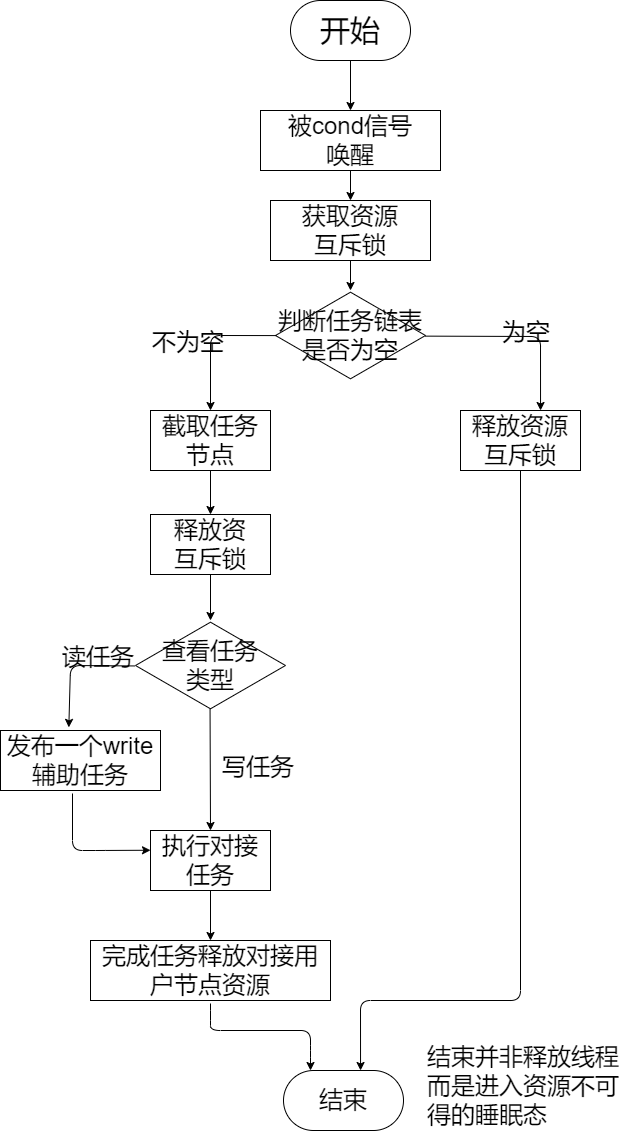 开始
被cond信号
唤醒
获取资源
互斥锁
判断任务链表
是否为空
不为空
为空
截取任务
节点
释放资源
互斥锁
释放资
互斥锁
查看任务
类型
读任务
发布一个write
辅助任务
写任务
执行对接
任务
完成任务释放对接用
户节点资源
结束
结束并非释放线程
而是进入资源不可
得的睡眠态